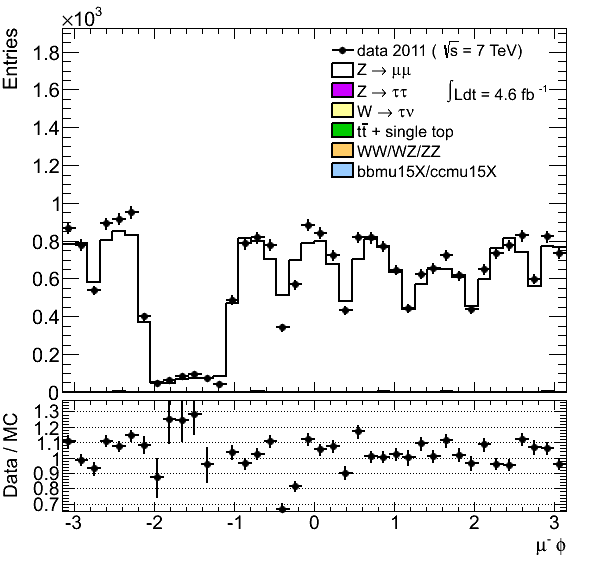 ×10³
Entries
1.8
1.6
1.4
1.2
1
0.8
0.6
0.4
0.2
0
data 2011 ( √s = 7 TeV)
Z → μμ
Z → ττ
∫Ldt = 4.6 fb⁻¹
W → τν
tt̅ + single top
WW/WZ/ZZ
bbmu15X/ccmu15X
Data / MC
1.3
1.2
1.1
1
0.9
0.8
0.7
-3 -2 -1 0 1 2 3
μ⁻ ϕ